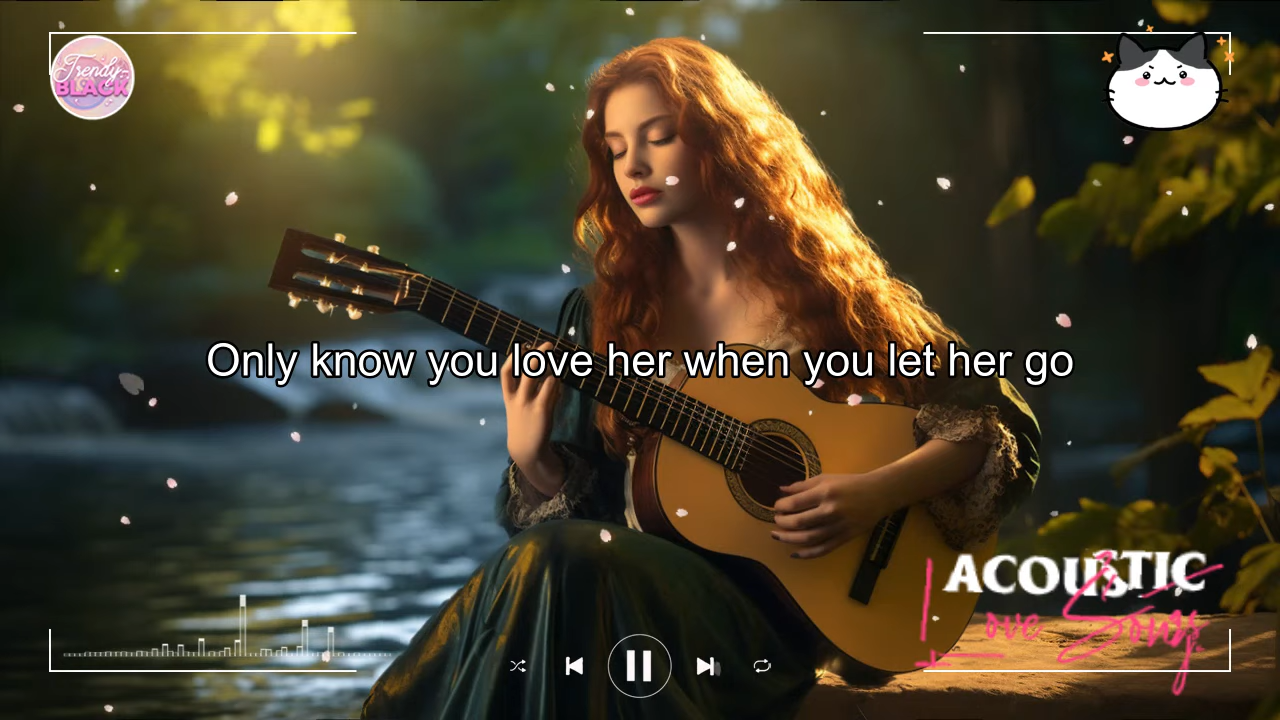 Trendy
BLACK
Only know you love her when you let her go
ACOUSTIC
Love Song